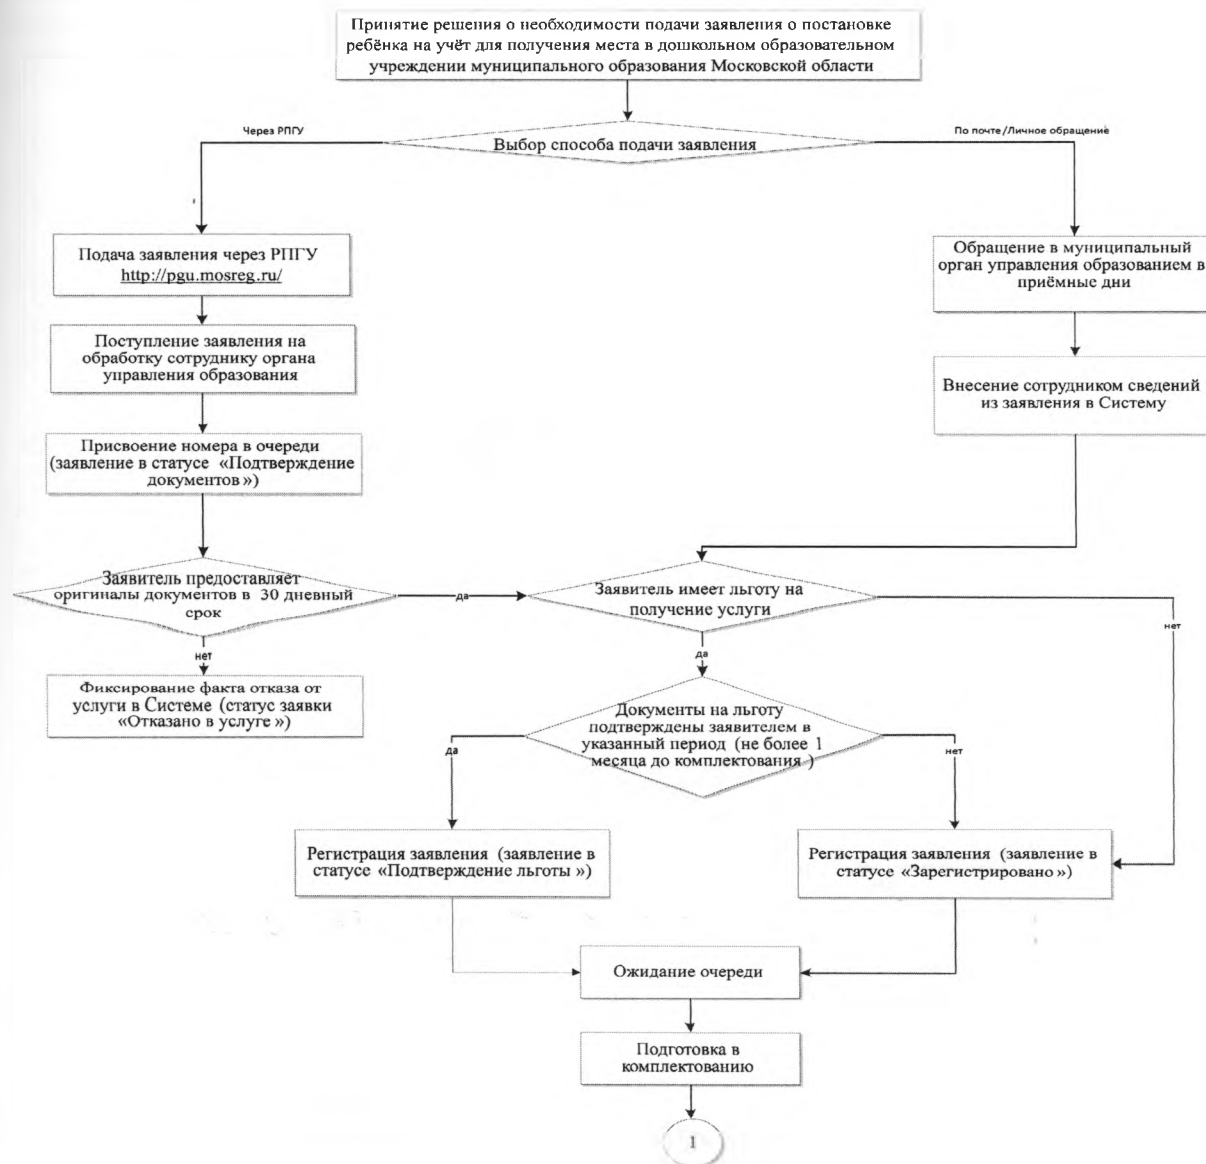 Принятие решения о необходимости подачи заявления о постановке
ребёнка на учёт для получения места в дошкольном образовательном
учреждении муниципального образования Московской области
Через РПГУ
По почте/Личное обращение
Выбор способа подачи заявления
Подача заявления через РПГУ
http://pgu.mosreg.ru/
Обращение в муниципальный
орган управления образованием в
приёмные дни
Поступление заявления на
обработку сотруднику органа
управления образования
Внесение сотрудником сведений
из заявления в Систему
Присвоение номера в очереди
(заявление в статусе «Подтверждение
документов»)
Заявитель предоставляет
оригиналы документов в 30 дневный
срок
да
Заявитель имеет льготу на
получение услуги
нет
нет
да
Фиксирование факта отказа от
услуги в Системе (статус заявки
«Отказано в услуге»)
Документы на льготу
подтверждены заявителем в
указанный период (не более 1
месяца до комплектования )
да
нет
Регистрация заявления (заявление в
статусе «Подтверждение льготы »)
Регистрация заявления (заявление в
статусе «Зарегистрировано»)
Ожидание очереди
Подготовка в
комплектованию
1